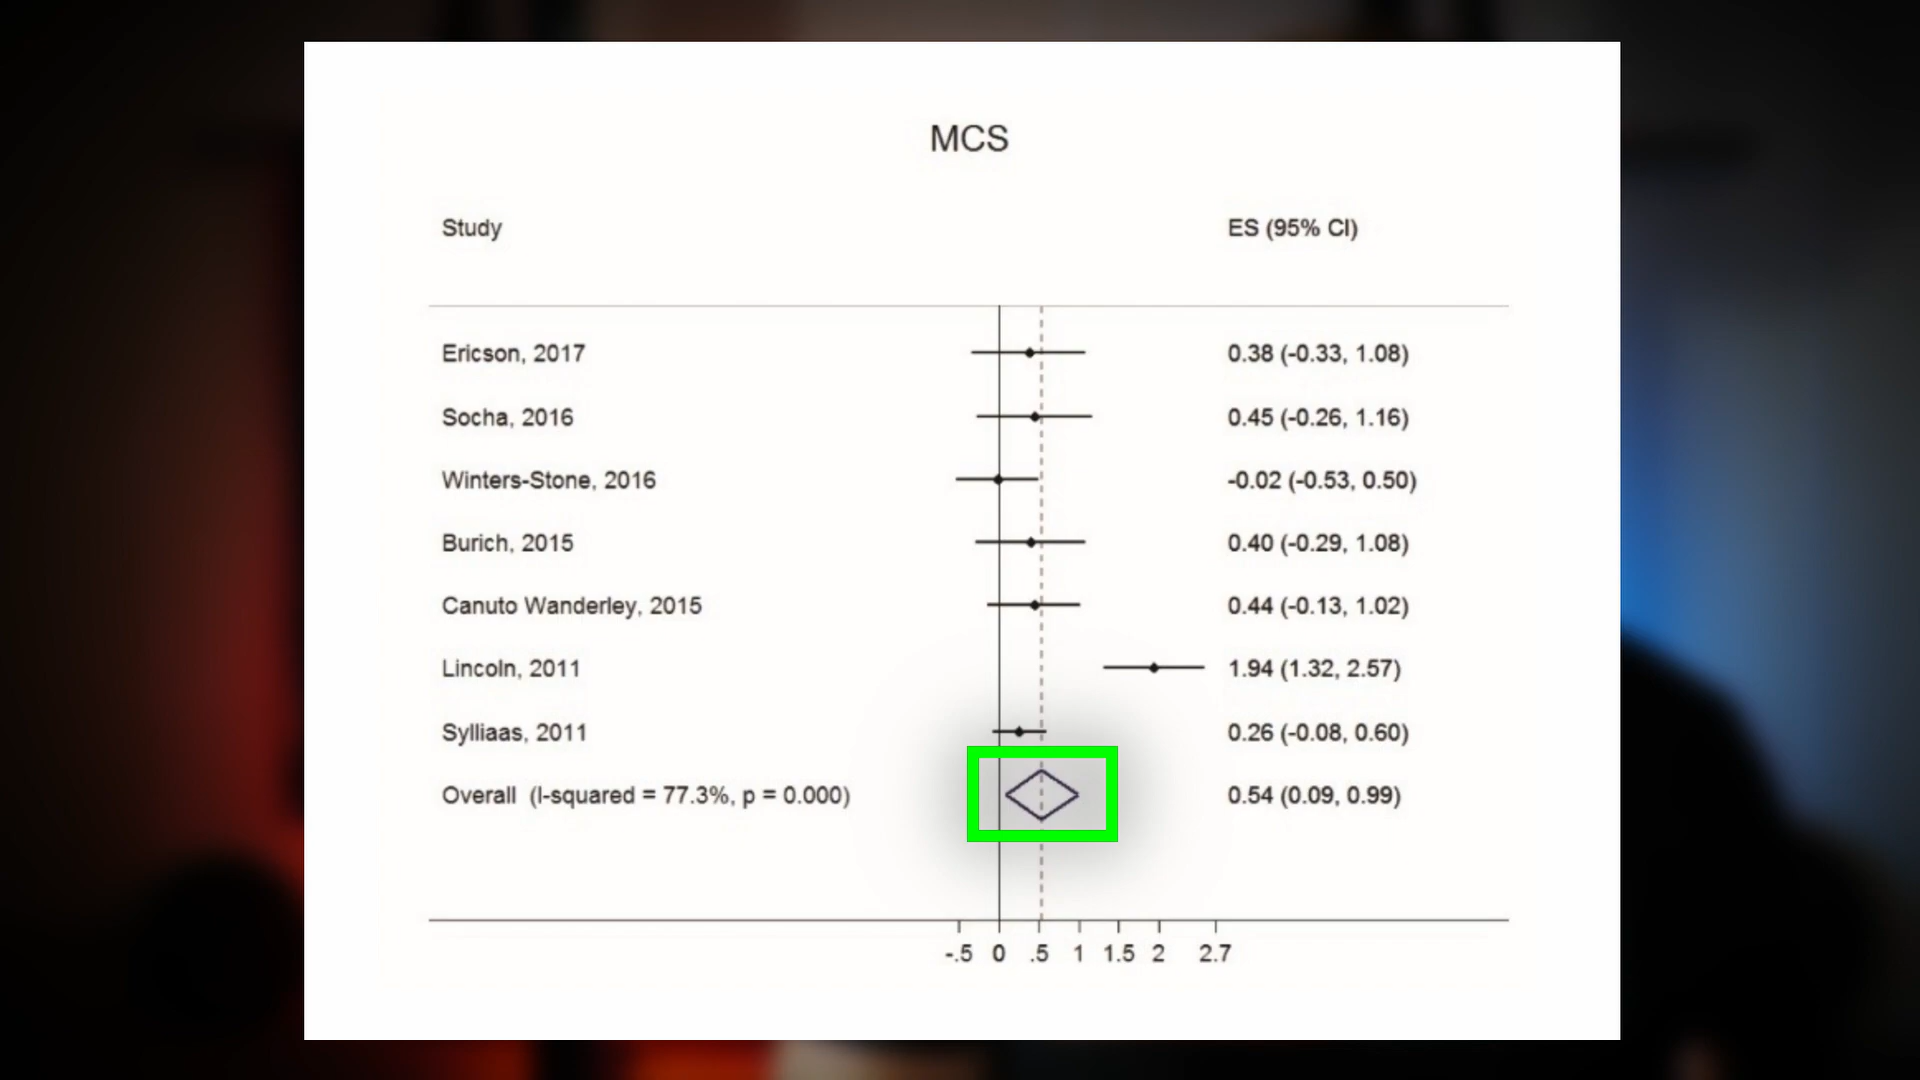 MCS
Study ES (95% CI)
Ericson, 2017 0.38 (-0.33, 1.08)
Socha, 2016 0.45 (-0.26, 1.16)
Winters-Stone, 2016 -0.02 (-0.53, 0.50)
Burich, 2015 0.40 (-0.29, 1.08)
Canuto Wanderley, 2015 0.44 (-0.13, 1.02)
Lincoln, 2011 1.94 (1.32, 2.57)
Sylliaas, 2011 0.26 (-0.08, 0.60)
Overall (I-squared = 77.3%, p = 0.000) 0.54 (0.09, 0.99)
-.5 0 .5 1 1.5 2 2.7